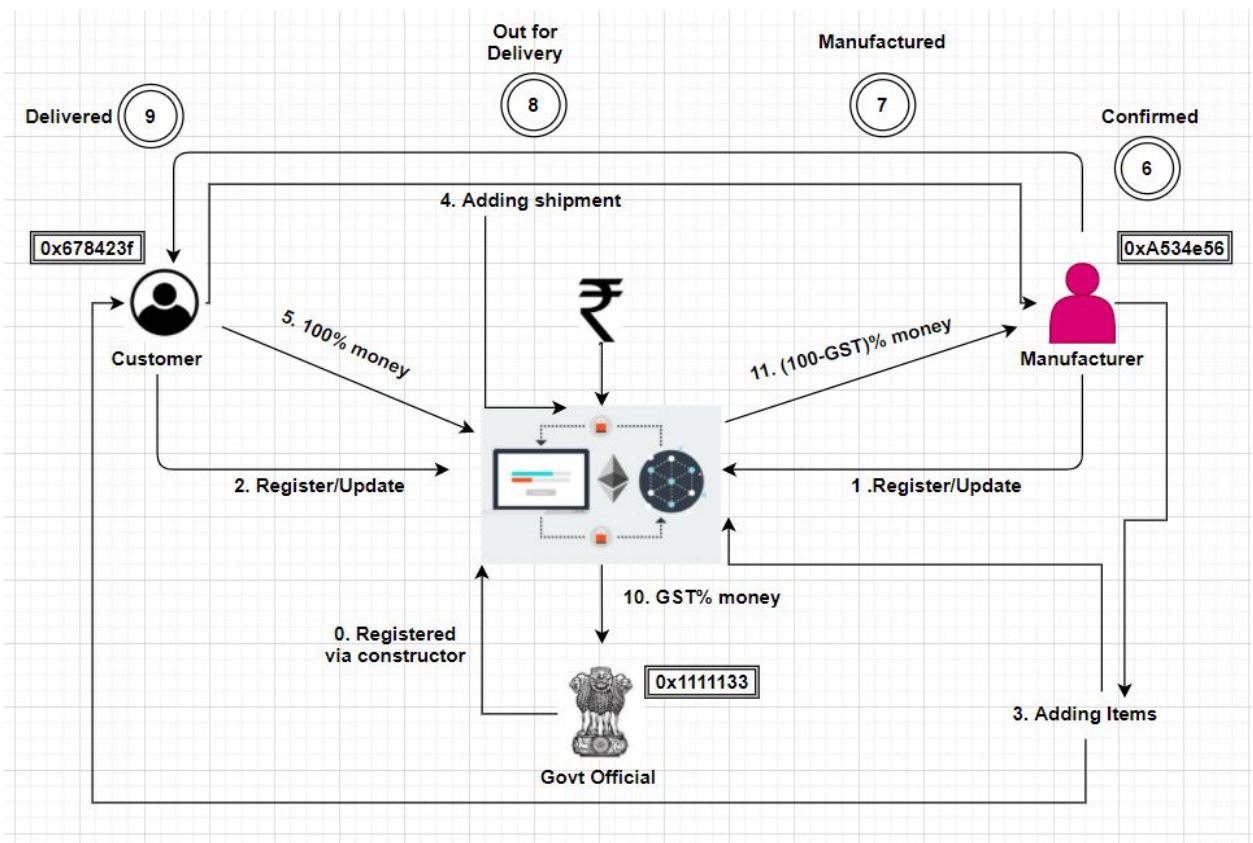 Out for
Delivery
Manufactured
Delivered
9
8
7
Confirmed
6
4. Adding shipment
0x678423f
0xA534e56
₹
5. 100% money
11. (100-GST)% money
Customer
Manufacturer
2. Register/Update
1 .Register/Update
10. GST% money
0. Registered
via constructor
0x1111133
3. Adding Items
Govt Official